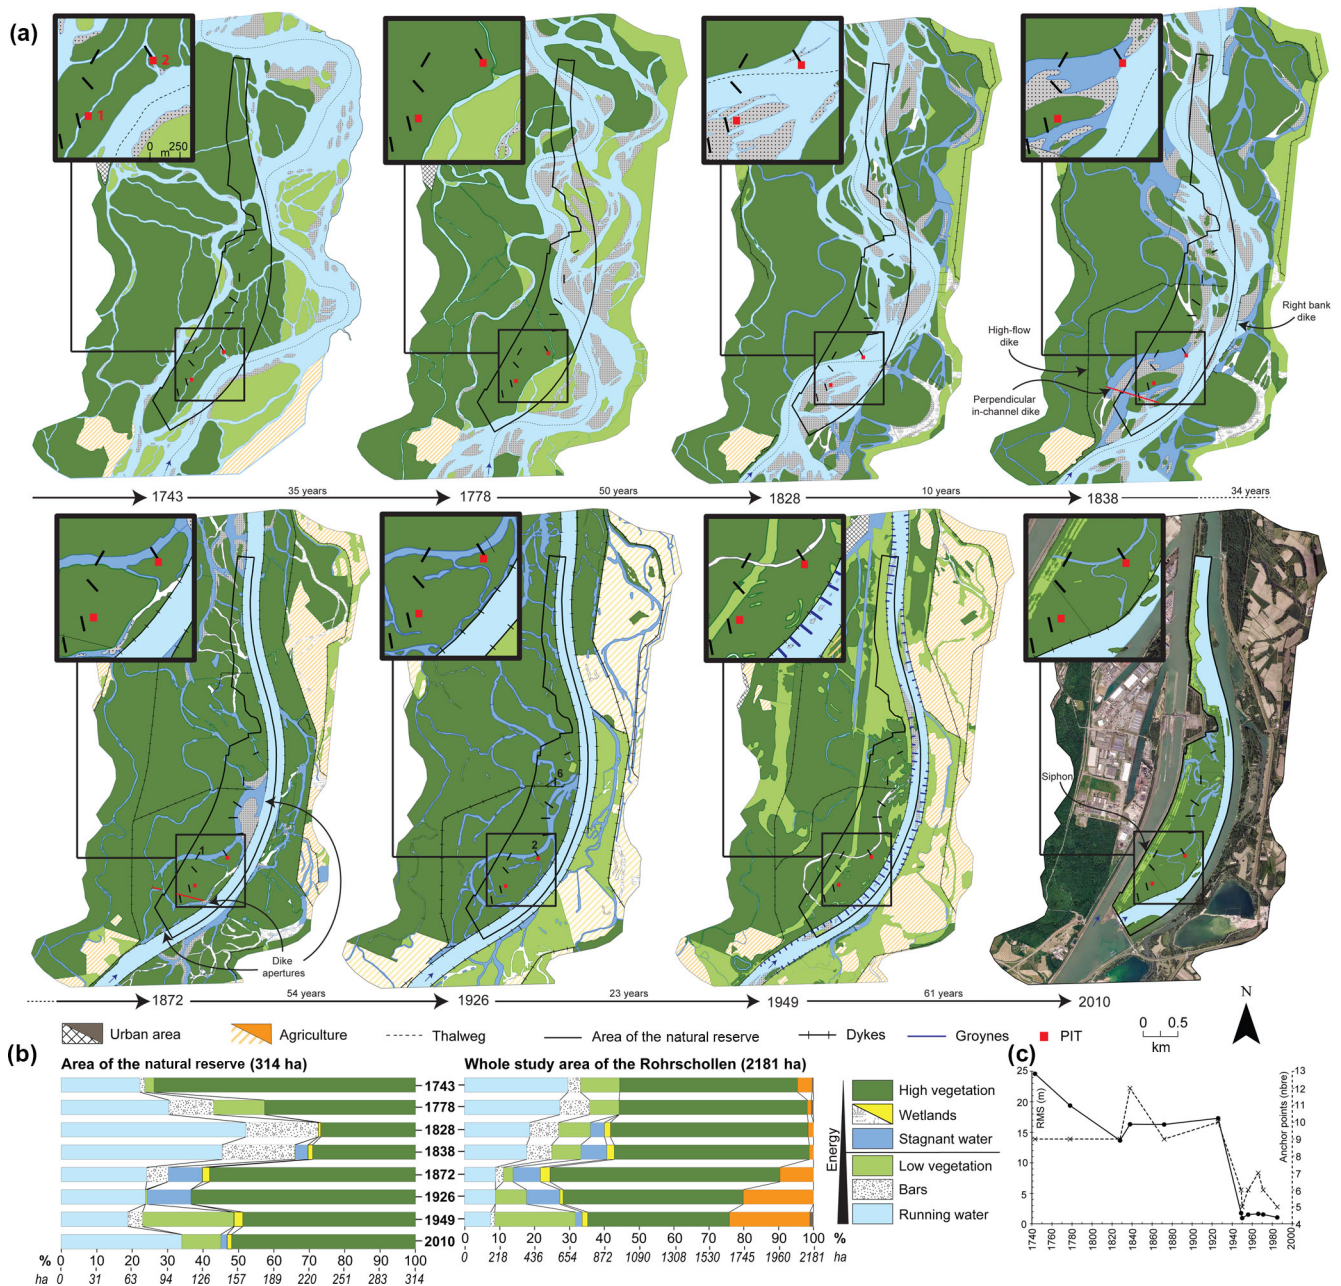 (a)
2
1
0 250
m
High-flow
dike
Right bank
dike
Perpendicular
in-channel dike
1743
35 years
1778
50 years
1828
10 years
1838
34 years
1
6
2
Siphon
Dike
apertures
1872
54 years
1926
23 years
1949
61 years
2010
Urban area
Agriculture
Thalweg
Area of the natural reserve
Dykes
Groynes
PIT
0 0.5
km
N
(b)
Area of the natural reserve (314 ha)
Whole study area of the Rohrschollen (2181 ha)
1743
1778
1828
1838
1872
1926
1949
2010
% 0 10 20 30 40 50 60 70 80 90 100
ha 0 31 63 94 126 157 189 220 251 283 314
0 10 20 30 40 50 60 70 80 90 100 %
0 218 436 654 872 1090 1308 1530 1745 1960 2181 ha
Energy
High vegetation
Wetlands
Stagnant water
Low vegetation
Bars
Running water
(c)
25
20
15
10
5
0
RMS (m)
13
12
11
10
9
8
7
6
5
4
Anchor points (nbre)
1740 1760 1780 1800 1820 1840 1860 1880 1900 1920 1940 1960 1980 2000